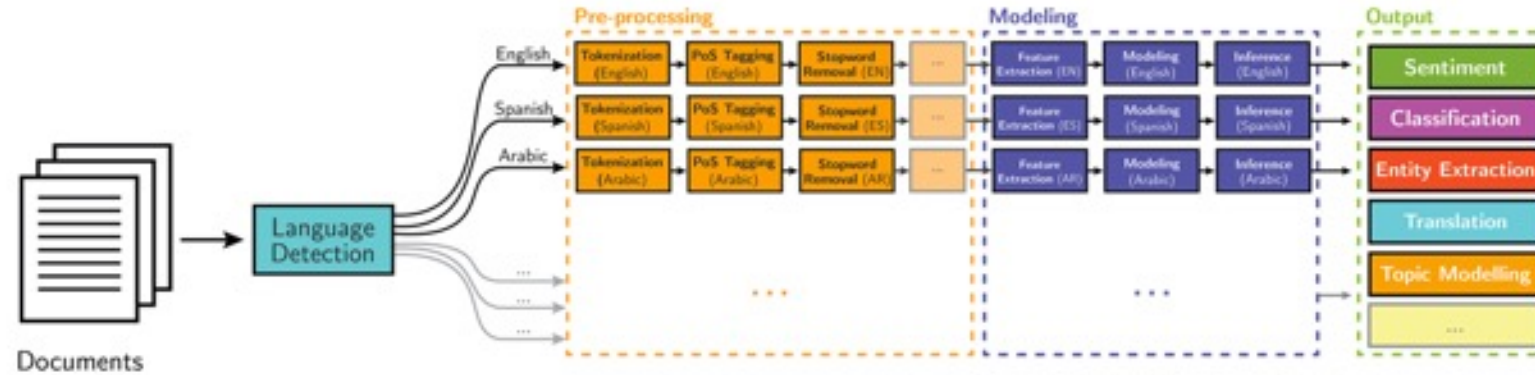 Pre-processing
Modeling
Output
English
Tokenization
(English)
PoS Tagging
(English)
Stopword
Removal (EN)
...
Feature
Extraction (EN)
Modeling
(English)
Inference
(English)
Sentiment
Spanish
Tokenization
(Spanish)
PoS Tagging
(Spanish)
Stopword
Removal (ES)
...
Feature
Extraction (ES)
Modeling
(Spanish)
Inference
(Spanish)
Classification
Arabic
Tokenization
(Arabic)
PoS Tagging
(Arabic)
Stopword
Removal (AR)
...
Feature
Extraction (AR)
Modeling
(Arabic)
Inference
(Arabic)
Entity Extraction
Language
Detection
Translation
...
...
...
...
...
Topic Modelling
...
Documents